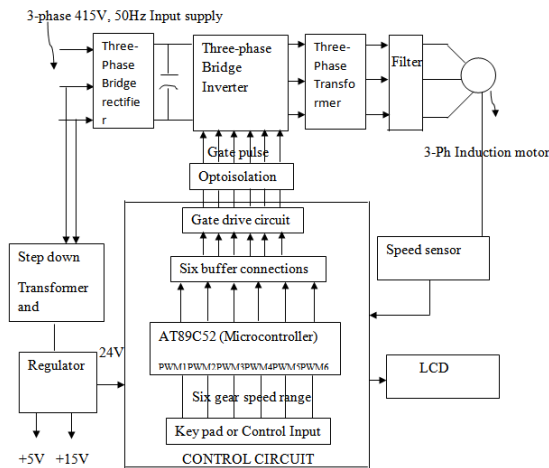 3-phase 415V, 50Hz Input supply
Three-
Phase
Bridge
rectifie
r
Three-phase
Bridge
Inverter
Three-
Phase
Transfo
rmer
Filter
3-Ph Induction motor
Gate pulse
Optoisolation
Gate drive circuit
Six buffer connections
Speed sensor
Step down
Transformer
and
Regulator
24V
+5V
+15V
AT89C52 (Microcontroller)
PWM1PWM2PWM3PWM4PWM5PWM6
Six gear speed range
Key pad or Control Input
CONTROL CIRCUIT
LCD